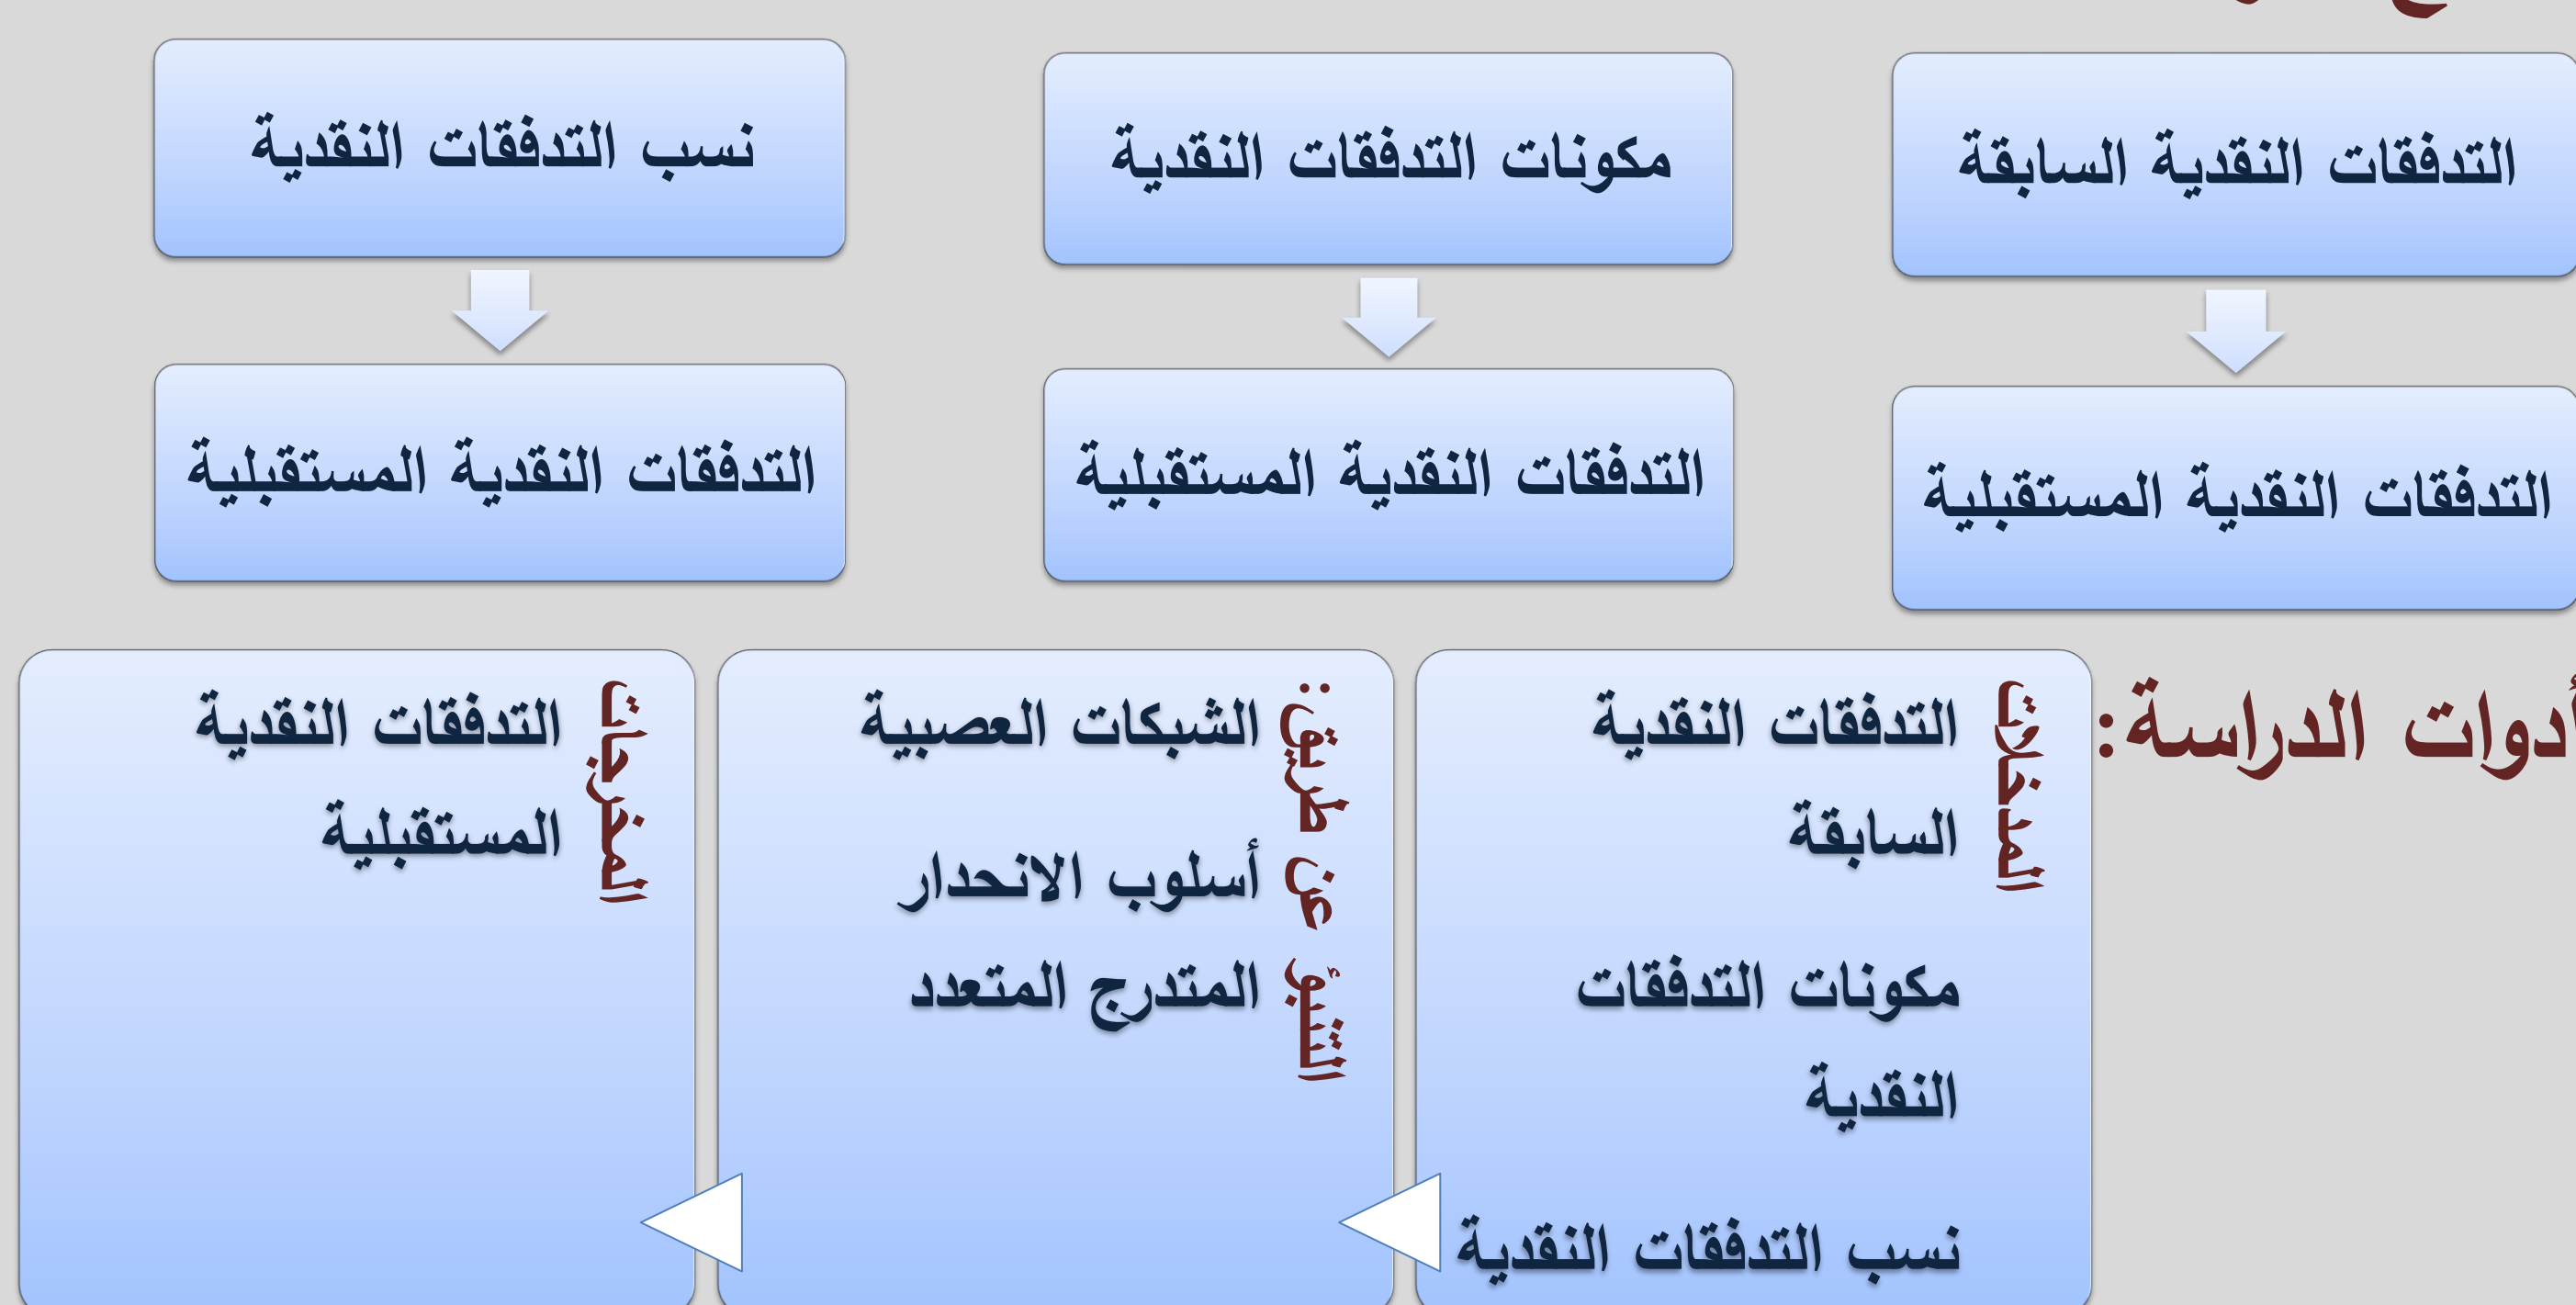 التدفقات النقدية السابقة
مكونات التدفقات النقدية
نسب التدفقات النقدية
التدفقات النقدية المستقبلية
التدفقات النقدية المستقبلية
التدفقات النقدية المستقبلية
أدوات الدراسة:
المدخلات
التدفقات النقدية
السابقة
مكونات التدفقات
النقدية
نسب التدفقات النقدية
التنبؤ عن طريق:
الشبكات العصبية
أسلوب الانحدار
المتدرج المتعدد
المخرجات
التدفقات النقدية
المستقبلية